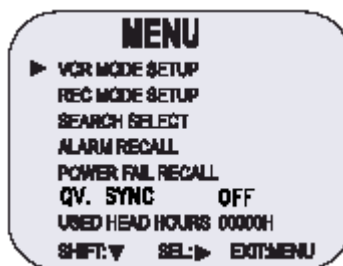 MENU
▶ VCR MODE SETUP
REC MODE SETUP
SEARCH SELECT
ALARM RECALL
POWER FAIL RECALL
QV. SYNC OFF
USED HEAD HOURS 00000H
SHIFT:▼ SEL:▶ EXIT:MENU